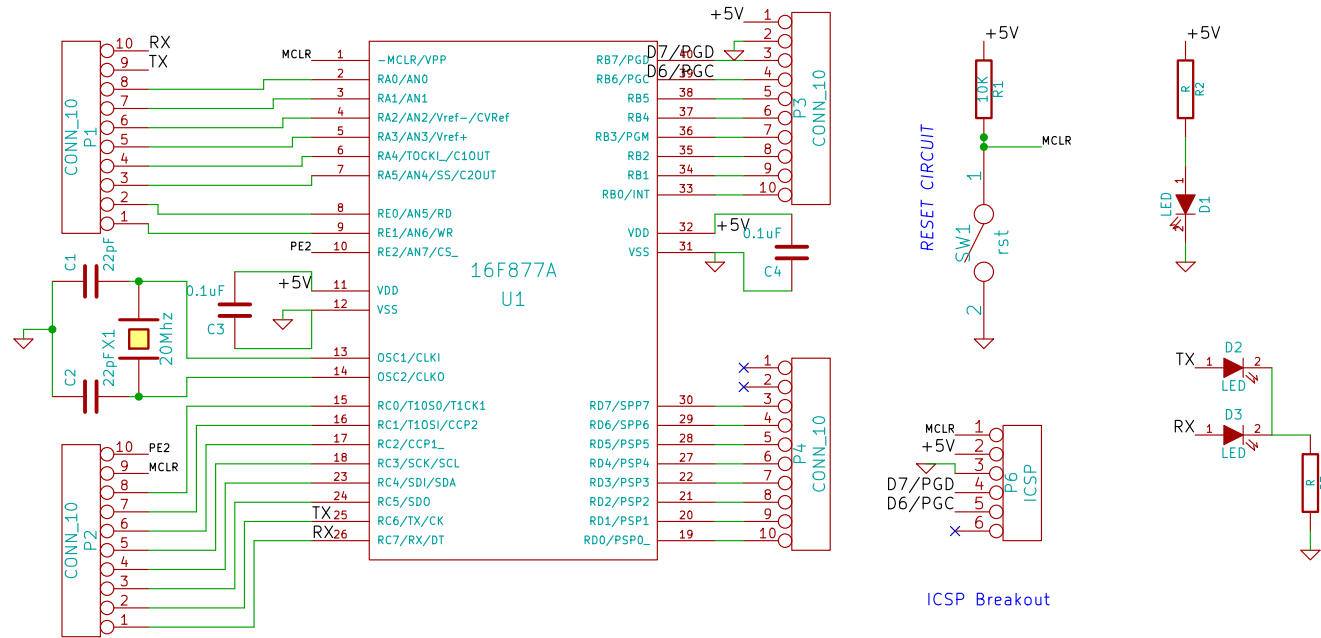 CONN_10
P1
10 RX
9 TX
8
7
6
5
4
3
2
1
MCLR 1 -MCLR/VPP
2 RA0/AN0
3 RA1/AN1
4 RA2/AN2/Vref-/CVRef
5 RA3/AN3/Vref+
6 RA4/TOCKI_/C1OUT
7 RA5/AN4/SS/C2OUT
8 RE0/AN5/RD
9 RE1/AN6/WR
PE2 10 RE2/AN7/CS_
11 VDD
12 VSS
13 OSC1/CLKI
14 OSC2/CLKO
15 RC0/T1OSO/T1CK1
16 RC1/T1OSI/CCP2
17 RC2/CCP1_
18 RC3/SCK/SCL
23 RC4/SDI/SDA
24 RC5/SDO
TX 25 RC6/TX/CK
RX 26 RC7/RX/DT
16F877A
U1
D7/PGD
RB7/PGD 40
D6/PGC
RB6/PGC 39
RB5 38
RB4 37
RB3/PGM 36
RB2 35
RB1 34
RB0/INT 33
VDD 32
VSS 31
RD7/SPP7 30
RD6/SPP6 29
RD5/SPP5 28
RD4/SPP4 27
RD3/PSP3 22
RD2/PSP2 21
RD1/PSP1 20
RD0/PSP0_ 19
+5V 1
2
3
4
5
6
7
8
9
10
P3
CONN_10
+5V
0.1uF
C4
C1
22pF
C2
22pF
X1
20Mhz
0.1uF
C3
+5V
CONN_10
P2
10 PE2
9 MCLR
8
7
6
5
4
3
2
1
1
2
3
4
5
6
7
8
9
10
P4
CONN_10
RESET CIRCUIT
+5V
10K
R1
MCLR
1
SW1
rst
2
+5V
R
R2
1
LED
D1
2
MCLR 1
+5V 2
3
D7/PGD 4
D6/PGC 5
6
P6
ICSP
ICSP Breakout
D2
TX 1 2
LED
D3
RX 1 2
LED
R